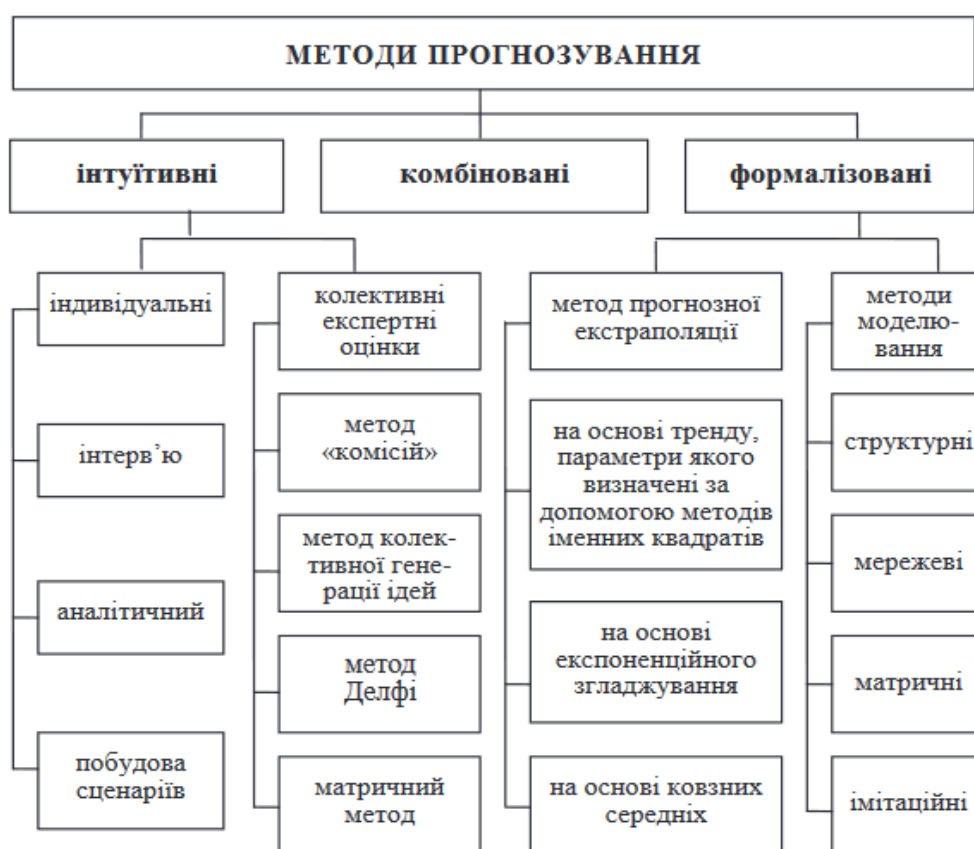 МЕТОДИ ПРОГНОЗУВАННЯ
інтуїтивні
комбіновані
формалізовані
індивідуальні
інтерв’ю
аналітичний
побудова
сценаріїв
колективні
експертні
оцінки
метод
«комісій»
метод колек-
тивної гене-
рації ідей
метод
Делфі
матричний
метод
метод прогнозної
екстраполяції
на основі тренду,
параметри якого
визначені за
допомогою методів
іменних квадратів
на основі
експоненційного
згладжування
на основі ковзних
середніх
методи
моделю-
вання
структурні
мережеві
матричні
імітаційні